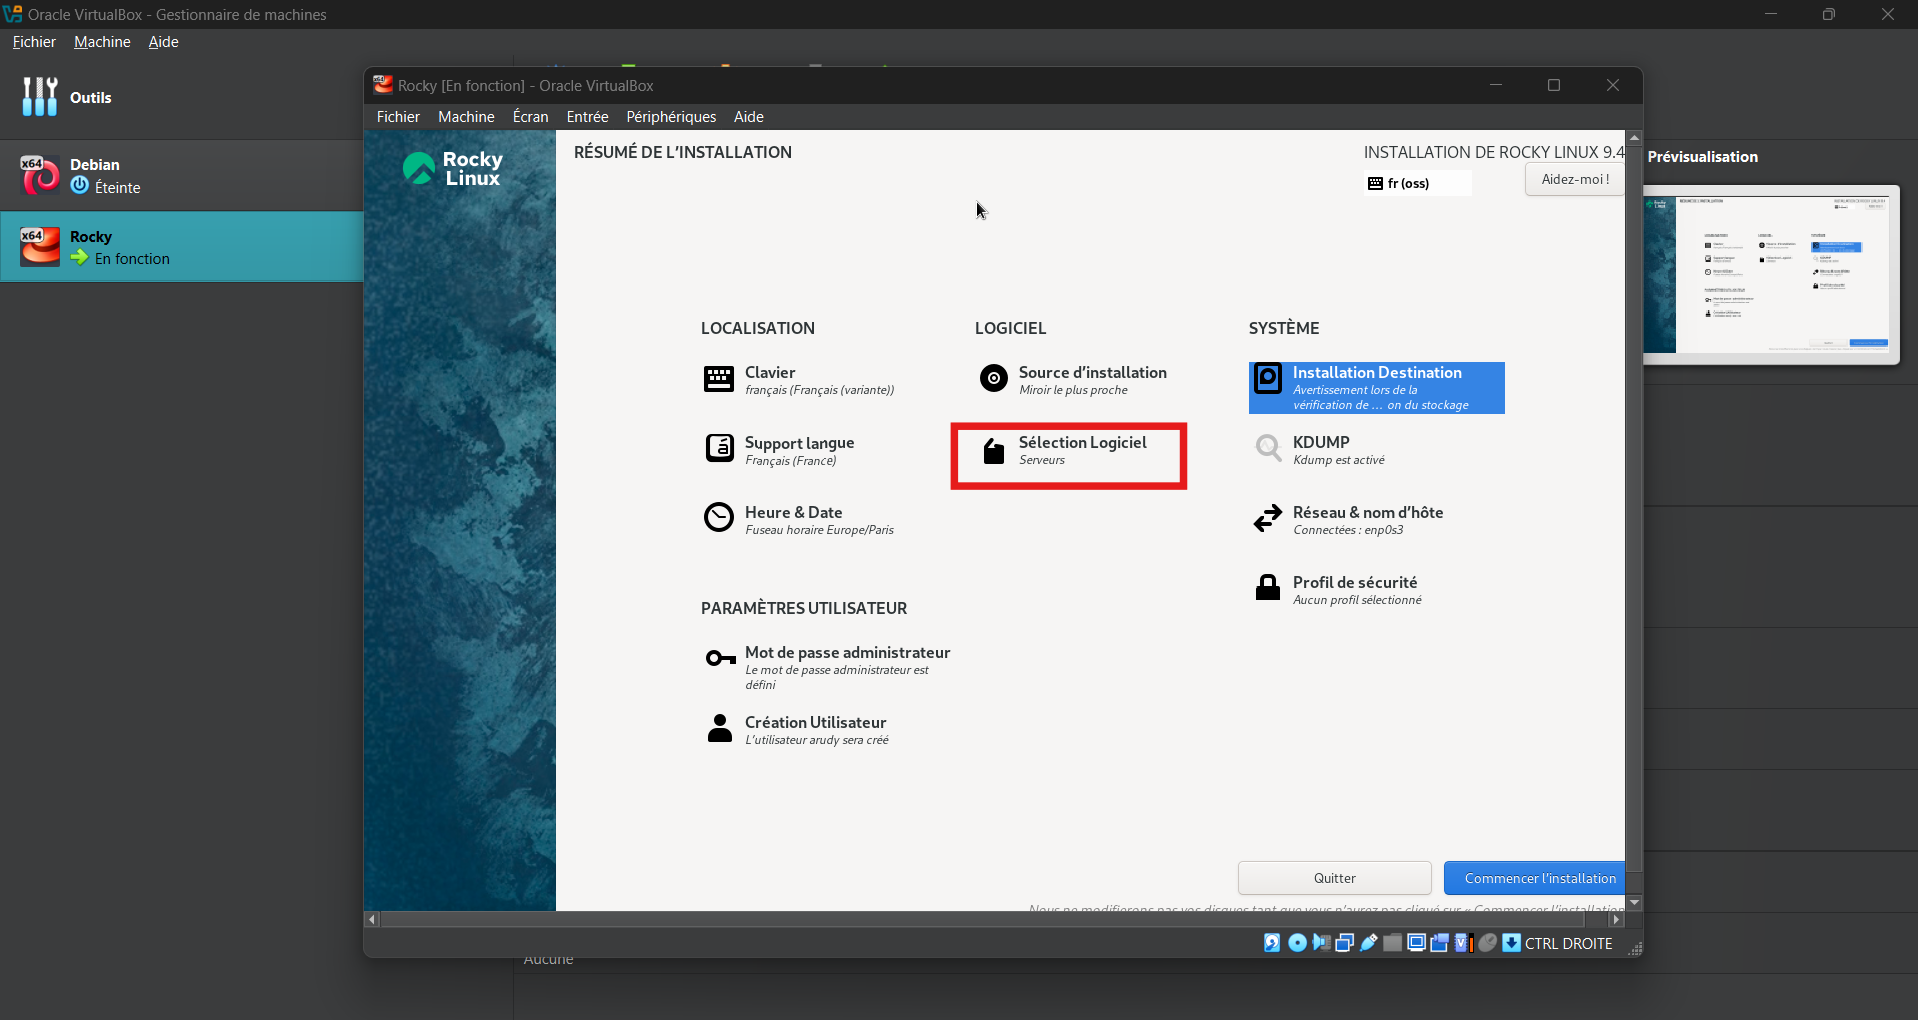 Oracle VirtualBox - Gestionnaire de machines
Fichier Machine Aide
Outils
x64 Debian
Éteinte
x64 Rocky
En fonction
x64 Rocky [En fonction] - Oracle VirtualBox
Fichier Machine Écran Entrée Périphériques Aide
Rocky
Linux
RÉSUMÉ DE L'INSTALLATION
INSTALLATION DE ROCKY LINUX 9.4
fr (oss)
Aidez-moi !
LOCALISATION
Clavier
français (Français (variante))
Support langue
Français (France)
Heure & Date
Fuseau horaire Europe/Paris
LOGICIEL
Source d'installation
Miroir le plus proche
Sélection Logiciel
Serveurs
SYSTÈME
Installation Destination
Avertissement lors de la
vérification de ... on du stockage
KDUMP
Kdump est activé
Réseau & nom d'hôte
Connectées : enp0s3
Profil de sécurité
Aucun profil sélectionné
PARAMÈTRES UTILISATEUR
Mot de passe administrateur
Le mot de passe administrateur est
défini
Création Utilisateur
L'utilisateur arudy sera créé
Quitter
Commencer l'installation
Nous ne modifierons pas vos disques tant que vous n'aurez pas cliqué sur « Commencer l'installation
CTRL DROITE
Prévisualisation
Aucune